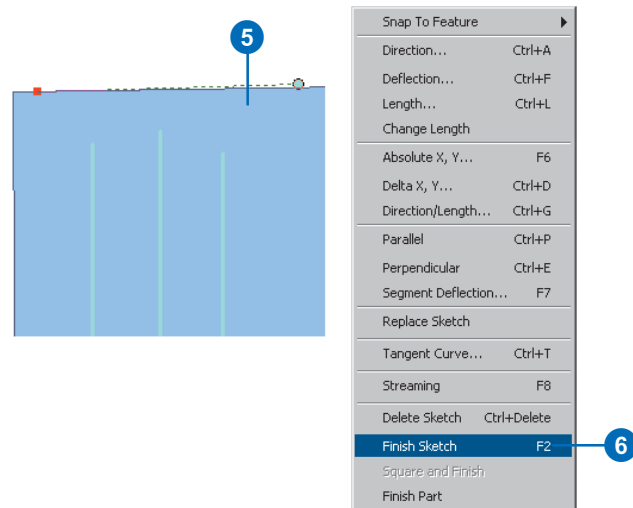 5
Snap To Feature
Direction... Ctrl+A
Deflection... Ctrl+F
Length... Ctrl+L
Change Length
Absolute X, Y... F6
Delta X, Y... Ctrl+D
Direction/Length... Ctrl+G
Parallel Ctrl+P
Perpendicular Ctrl+E
Segment Deflection... F7
Replace Sketch
Tangent Curve... Ctrl+T
Streaming F8
Delete Sketch Ctrl+Delete
Finish Sketch F2 6
Square and Finish
Finish Part